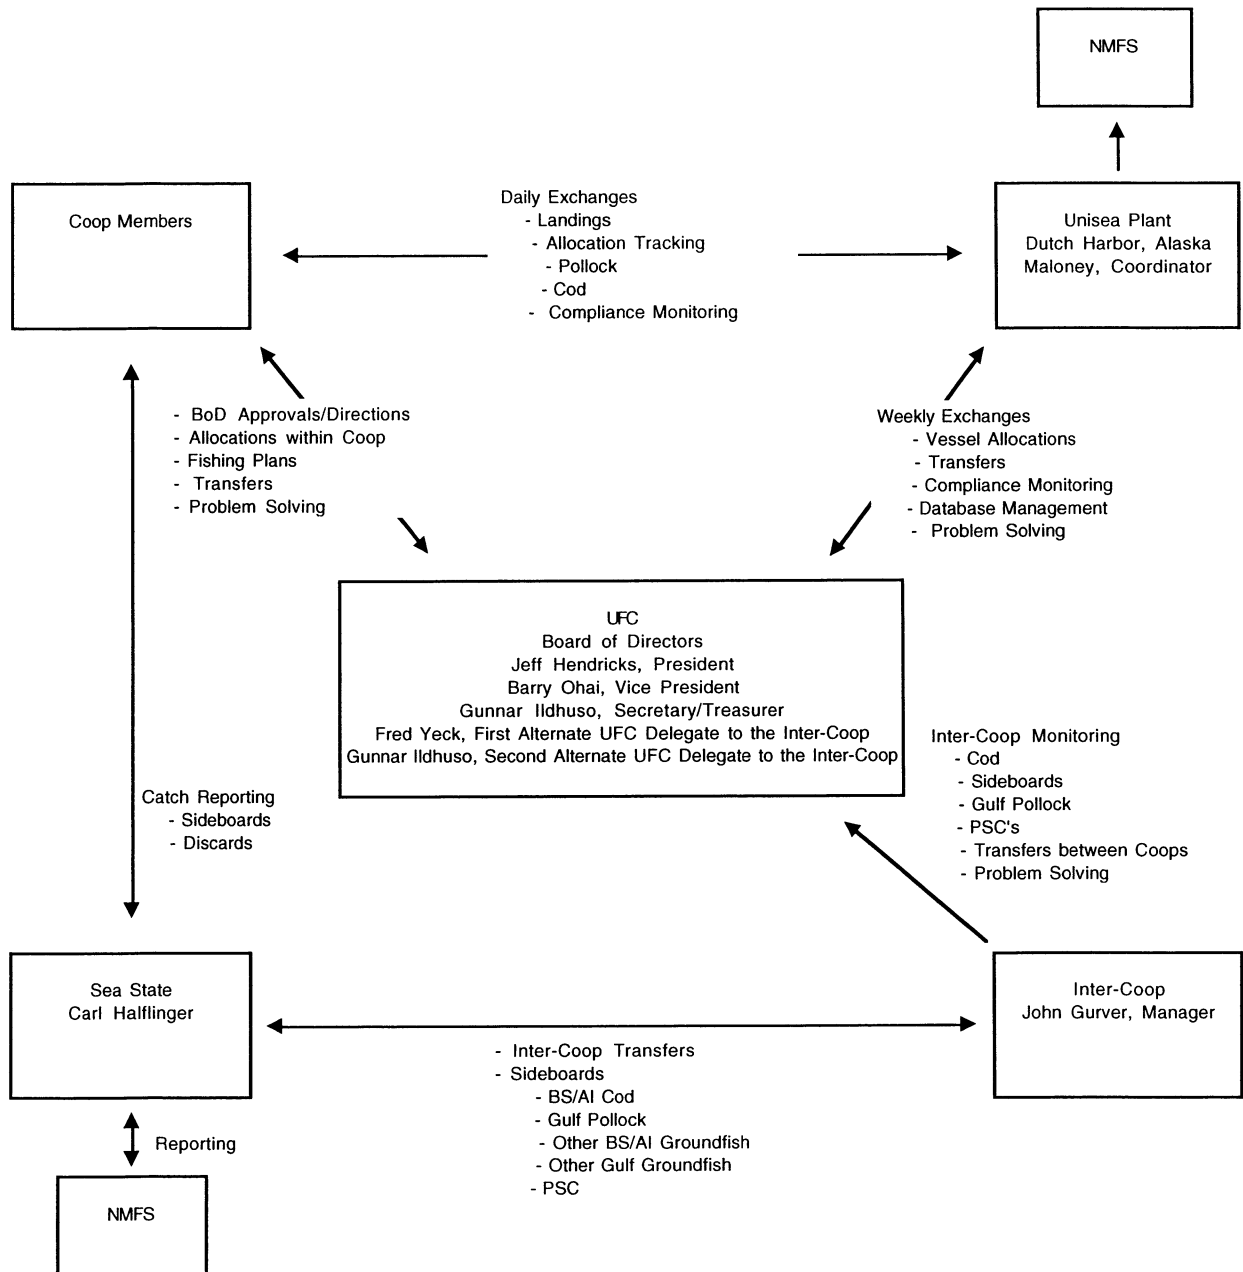 NMFS
Coop Members
Daily Exchanges
- Landings
- Allocation Tracking
- Pollock
- Cod
- Compliance Monitoring
Unisea Plant
Dutch Harbor, Alaska
Maloney, Coordinator
- BoD Approvals/Directions
- Allocations within Coop
- Fishing Plans
- Transfers
- Problem Solving
Weekly Exchanges
- Vessel Allocations
- Transfers
- Compliance Monitoring
- Database Management
- Problem Solving
UFC
Board of Directors
Jeff Hendricks, President
Barry Ohai, Vice President
Gunnar Ildhuso, Secretary/Treasurer
Fred Yeck, First Alternate UFC Delegate to the Inter-Coop
Gunnar Ildhuso, Second Alternate UFC Delegate to the Inter-Coop
Inter-Coop Monitoring
- Cod
- Sideboards
- Gulf Pollock
- PSC's
- Transfers between Coops
- Problem Solving
Catch Reporting
- Sideboards
- Discards
Sea State
Carl Halflinger
Inter-Coop
John Gurver, Manager
- Inter-Coop Transfers
- Sideboards
- BS/AI Cod
- Gulf Pollock
- Other BS/AI Groundfish
- Other Gulf Groundfish
- PSC
Reporting
NMFS